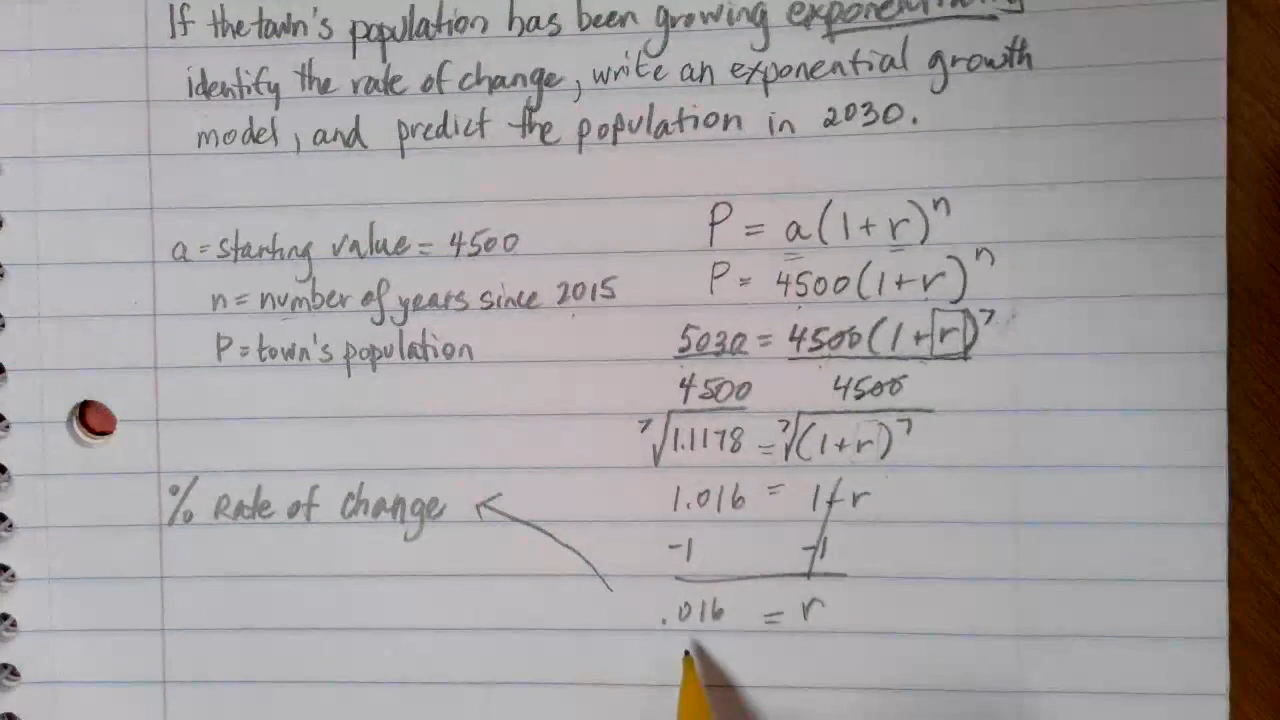 If the town's population has been growing exponentially
identify the rate of change, write an exponential growth
model, and predict the population in 2030.
a = starting value = 4500
n = number of years since 2015
P = town's population
% Rate of change
P = a(1+r)^n
P = 4500(1+r)^n
5030 = 4500(1+r)^7
4500 4500
7√1.1178 = 7√(1+r)^7
1.016 = 1+r
-1 -1
.016 = r